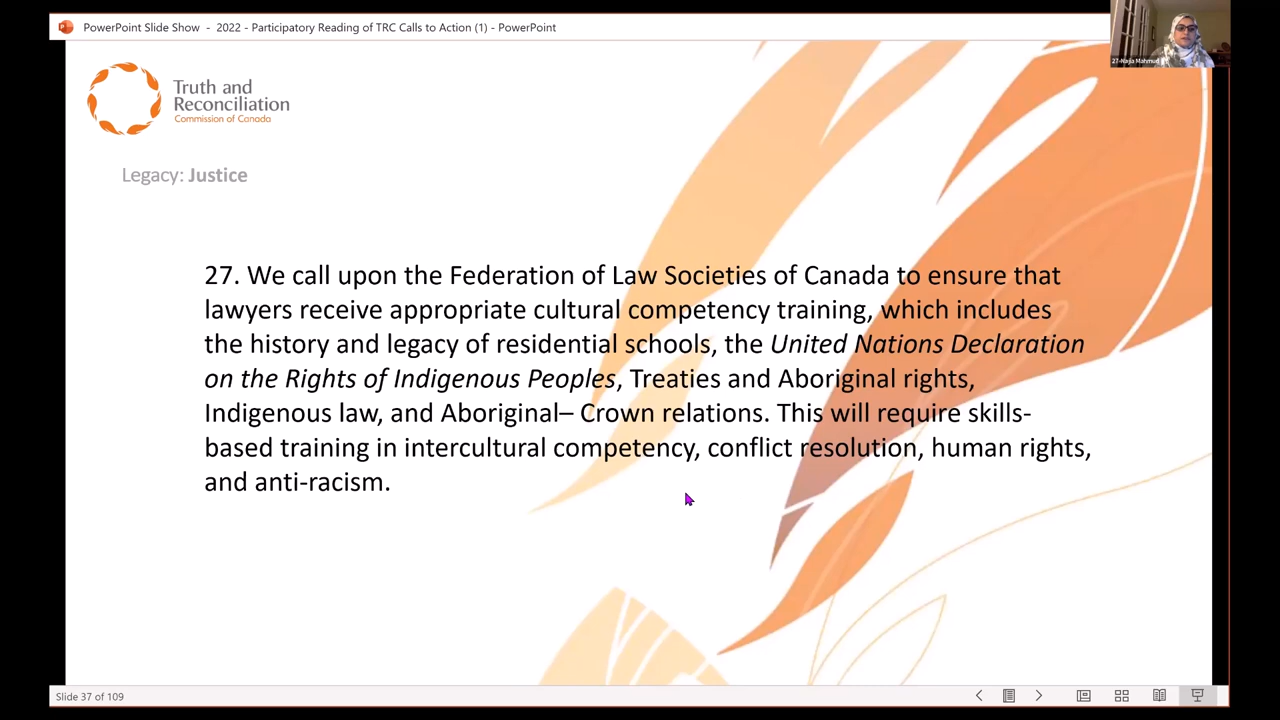 PowerPoint Slide Show - 2022 - Participatory Reading of TRC Calls to Action (1) - PowerPoint
27-Najia Mahmud
Truth and
Reconciliation
Commission of Canada
Legacy: Justice
27. We call upon the Federation of Law Societies of Canada to ensure that
lawyers receive appropriate cultural competency training, which includes
the history and legacy of residential schools, the United Nations Declaration
on the Rights of Indigenous Peoples, Treaties and Aboriginal rights,
Indigenous law, and Aboriginal– Crown relations. This will require skills-
based training in intercultural competency, conflict resolution, human rights,
and anti-racism.
Slide 37 of 109